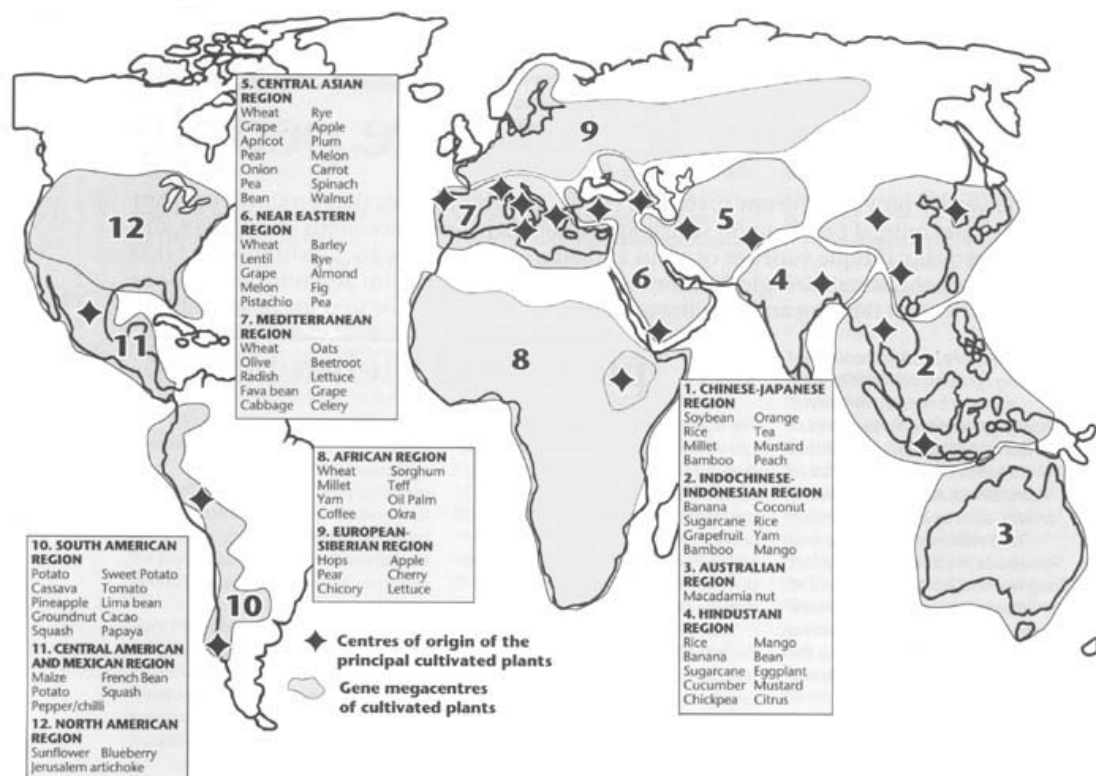 5. CENTRAL ASIAN
REGION
Wheat Rye
Grape Apple
Apricot Plum
Pear Melon
Onion Carrot
Pea Spinach
Bean Walnut
6. NEAR EASTERN
REGION
Wheat Barley
Lentil Rye
Grape Almond
Melon Fig
Pistachio Pea
7. MEDITERRANEAN
REGION
Wheat Oats
Olive Beetroot
Radish Lettuce
Fava bean Grape
Cabbage Celery
9
12
7
5
1
6
4
11
8
2
3
10
8. AFRICAN REGION
Wheat Sorghum
Millet Teff
Yam Oil Palm
Coffee Okra
9. EUROPEAN-
SIBERIAN REGION
Hops Apple
Pear Cherry
Chicory Lettuce
1. CHINESE-JAPANESE
REGION
Soybean Orange
Rice Tea
Millet Mustard
Bamboo Peach
2. INDOCHINESE-
INDONESIAN REGION
Banana Coconut
Sugarcane Rice
Grapefruit Yam
Bamboo Mango
3. AUSTRALIAN
REGION
Macadamia nut
4. HINDUSTANI
REGION
Rice Mango
Banana Bean
Sugarcane Eggplant
Cucumber Mustard
Chickpea Citrus
10. SOUTH AMERICAN
REGION
Potato Sweet Potato
Cassava Tomato
Pineapple Lima bean
Groundnut Cacao
Squash Papaya
11. CENTRAL AMERICAN
AND MEXICAN REGION
Maize French Bean
Potato Squash
Pepper/chilli
12. NORTH AMERICAN
REGION
Sunflower Blueberry
Jerusalem artichoke
Centres of origin of the
principal cultivated plants
Gene megacentres
of cultivated plants